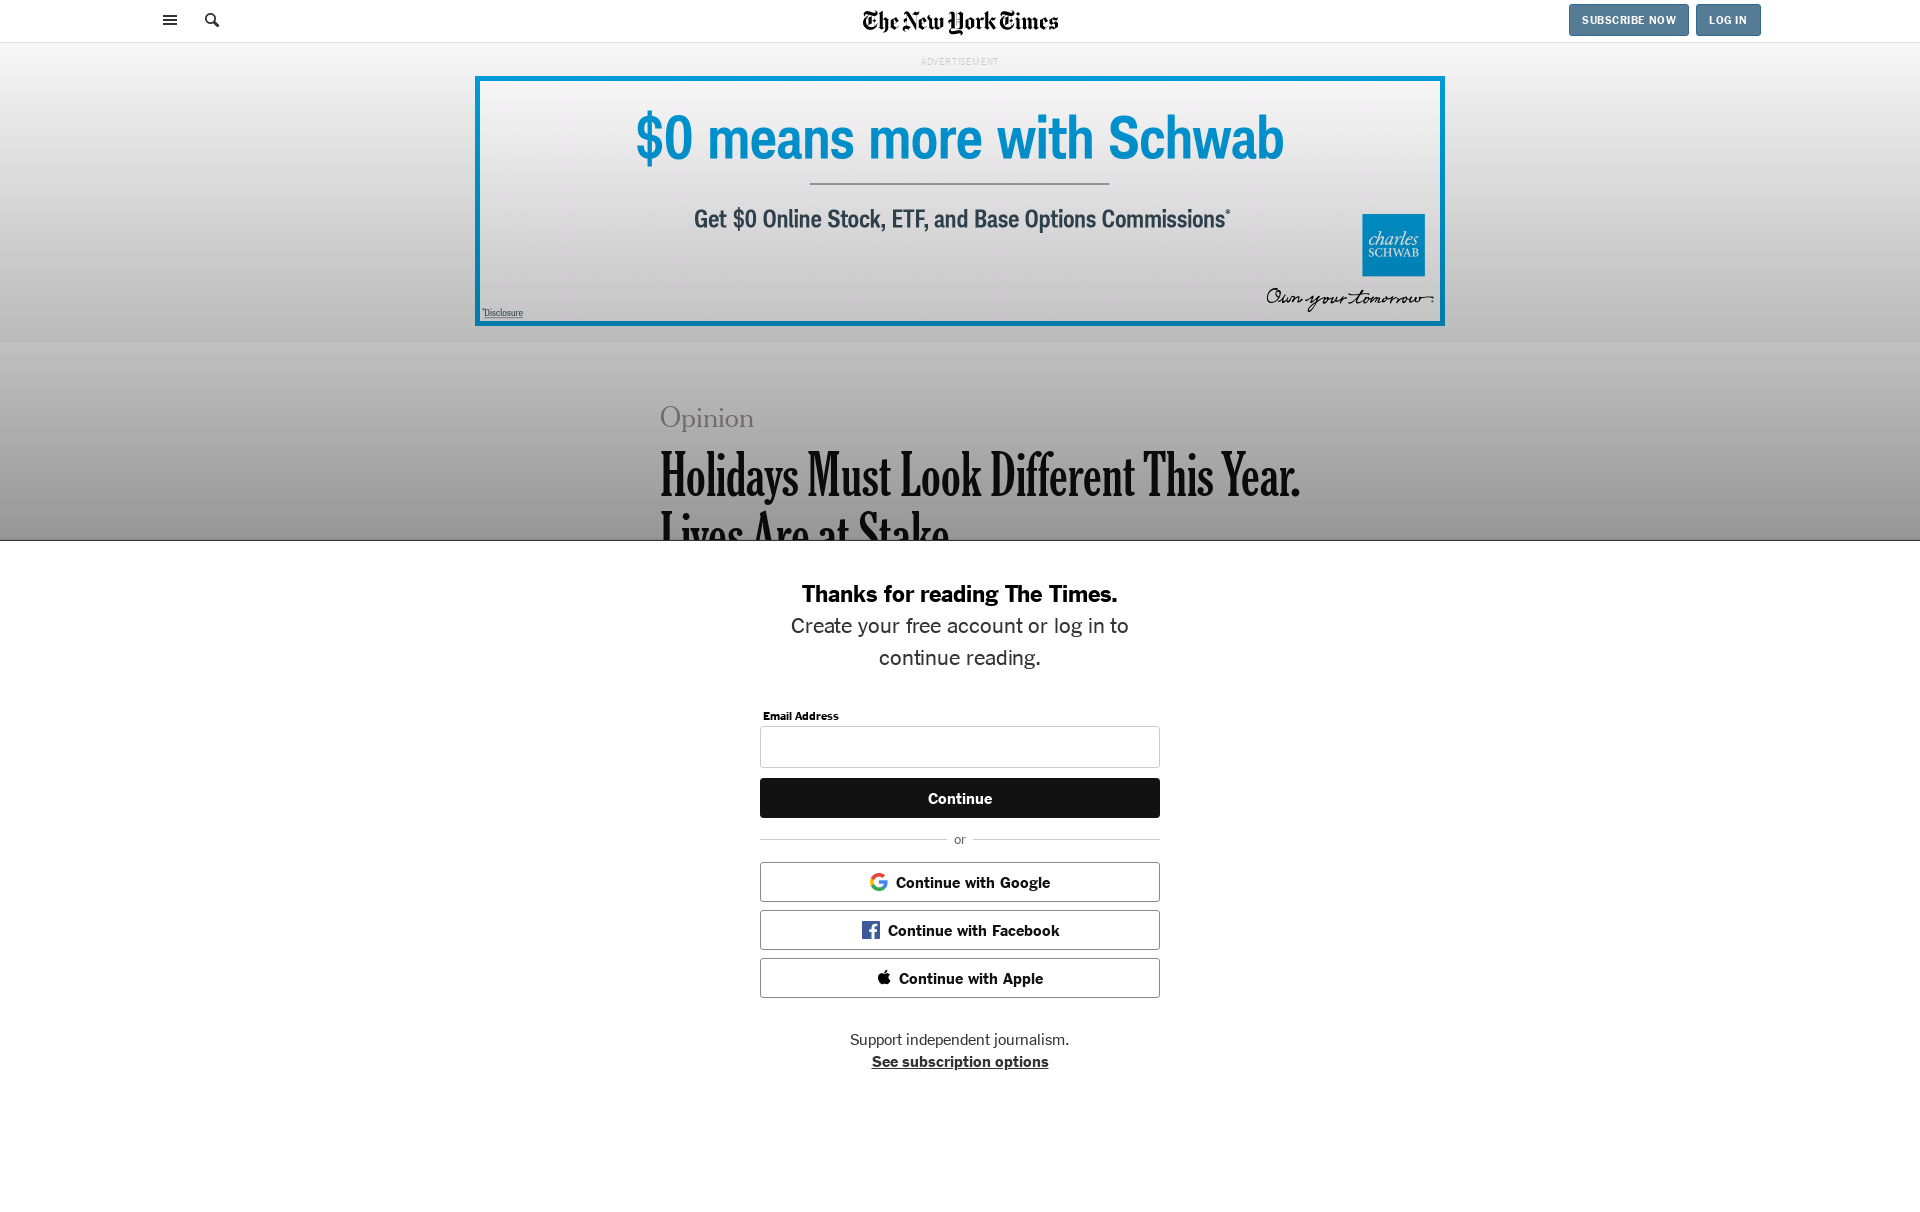 The New York Times
SUBSCRIBE NOW
LOG IN
ADVERTISEMENT
$0 means more with Schwab
Get $0 Online Stock, ETF, and Base Options Commissions*
charles
SCHWAB
Own your tomorrow
*Disclosure
Opinion
Holidays Must Look Different This Year.
Lives Are at Stake
Thanks for reading The Times.
Create your free account or log in to
continue reading.
Email Address
Continue
or
Continue with Google
Continue with Facebook
Continue with Apple
Support independent journalism.
See subscription options